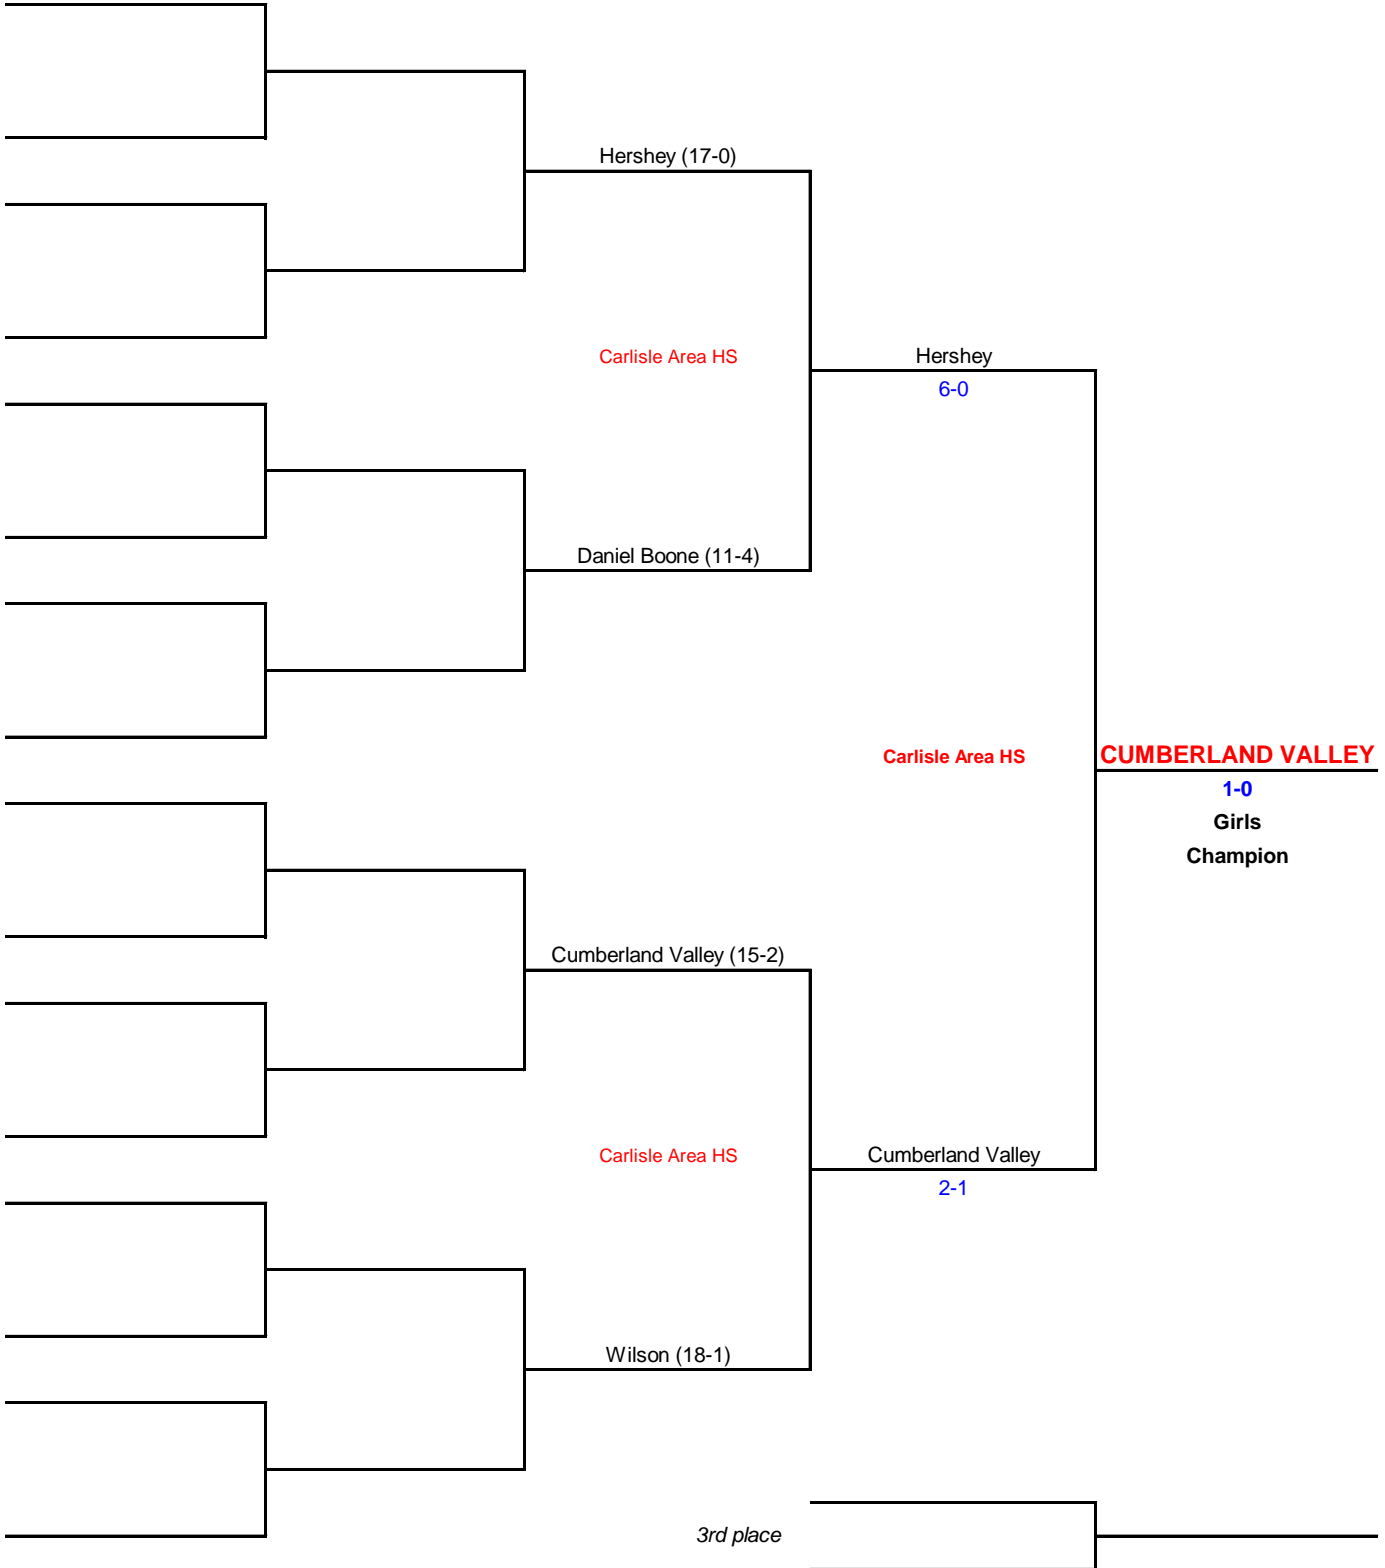 Hershey (17-0)
Carlisle Area HS
Hershey
6-0
Daniel Boone (11-4)
Carlisle Area HS
CUMBERLAND VALLEY
1-0
Girls
Champion
Cumberland Valley (15-2)
Carlisle Area HS
Cumberland Valley
2-1
Wilson (18-1)
3rd place